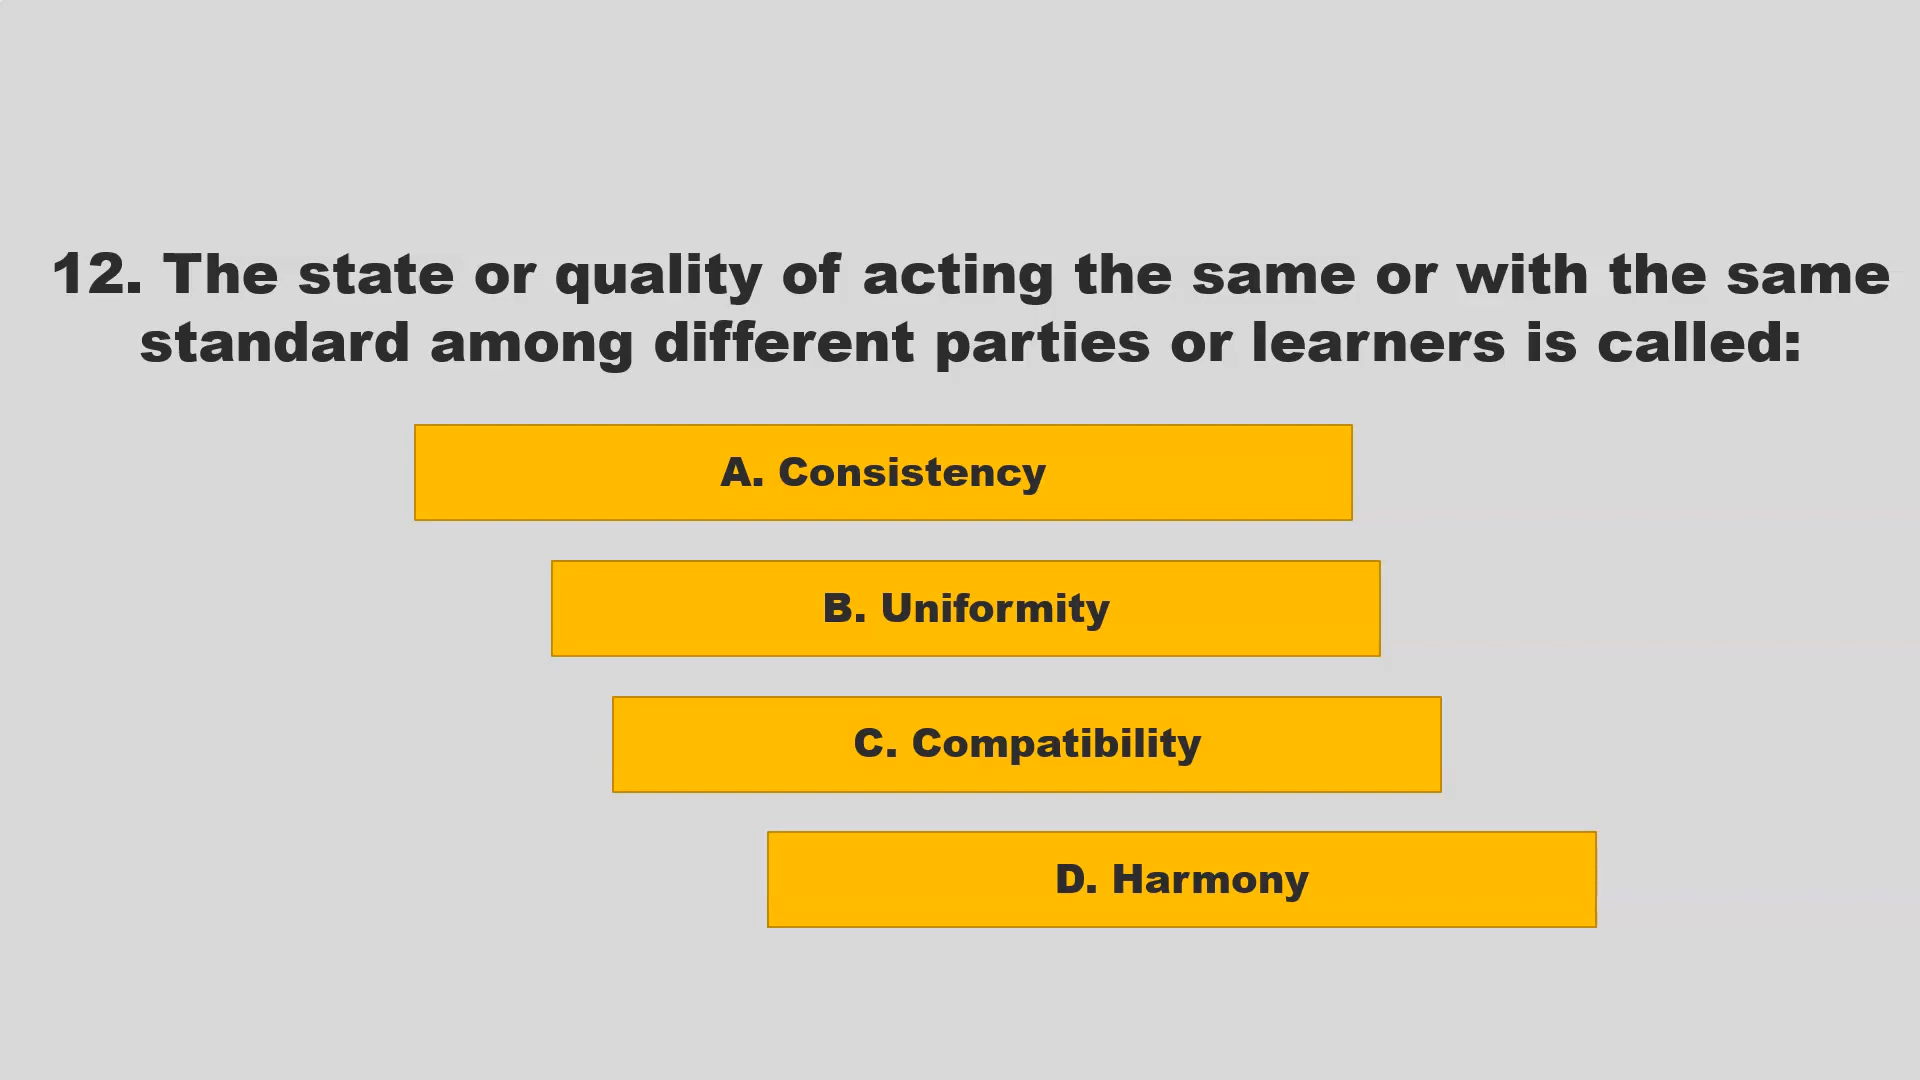 12. The state or quality of acting the same or with the same
standard among different parties or learners is called:
A. Consistency
B. Uniformity
C. Compatibility
D. Harmony